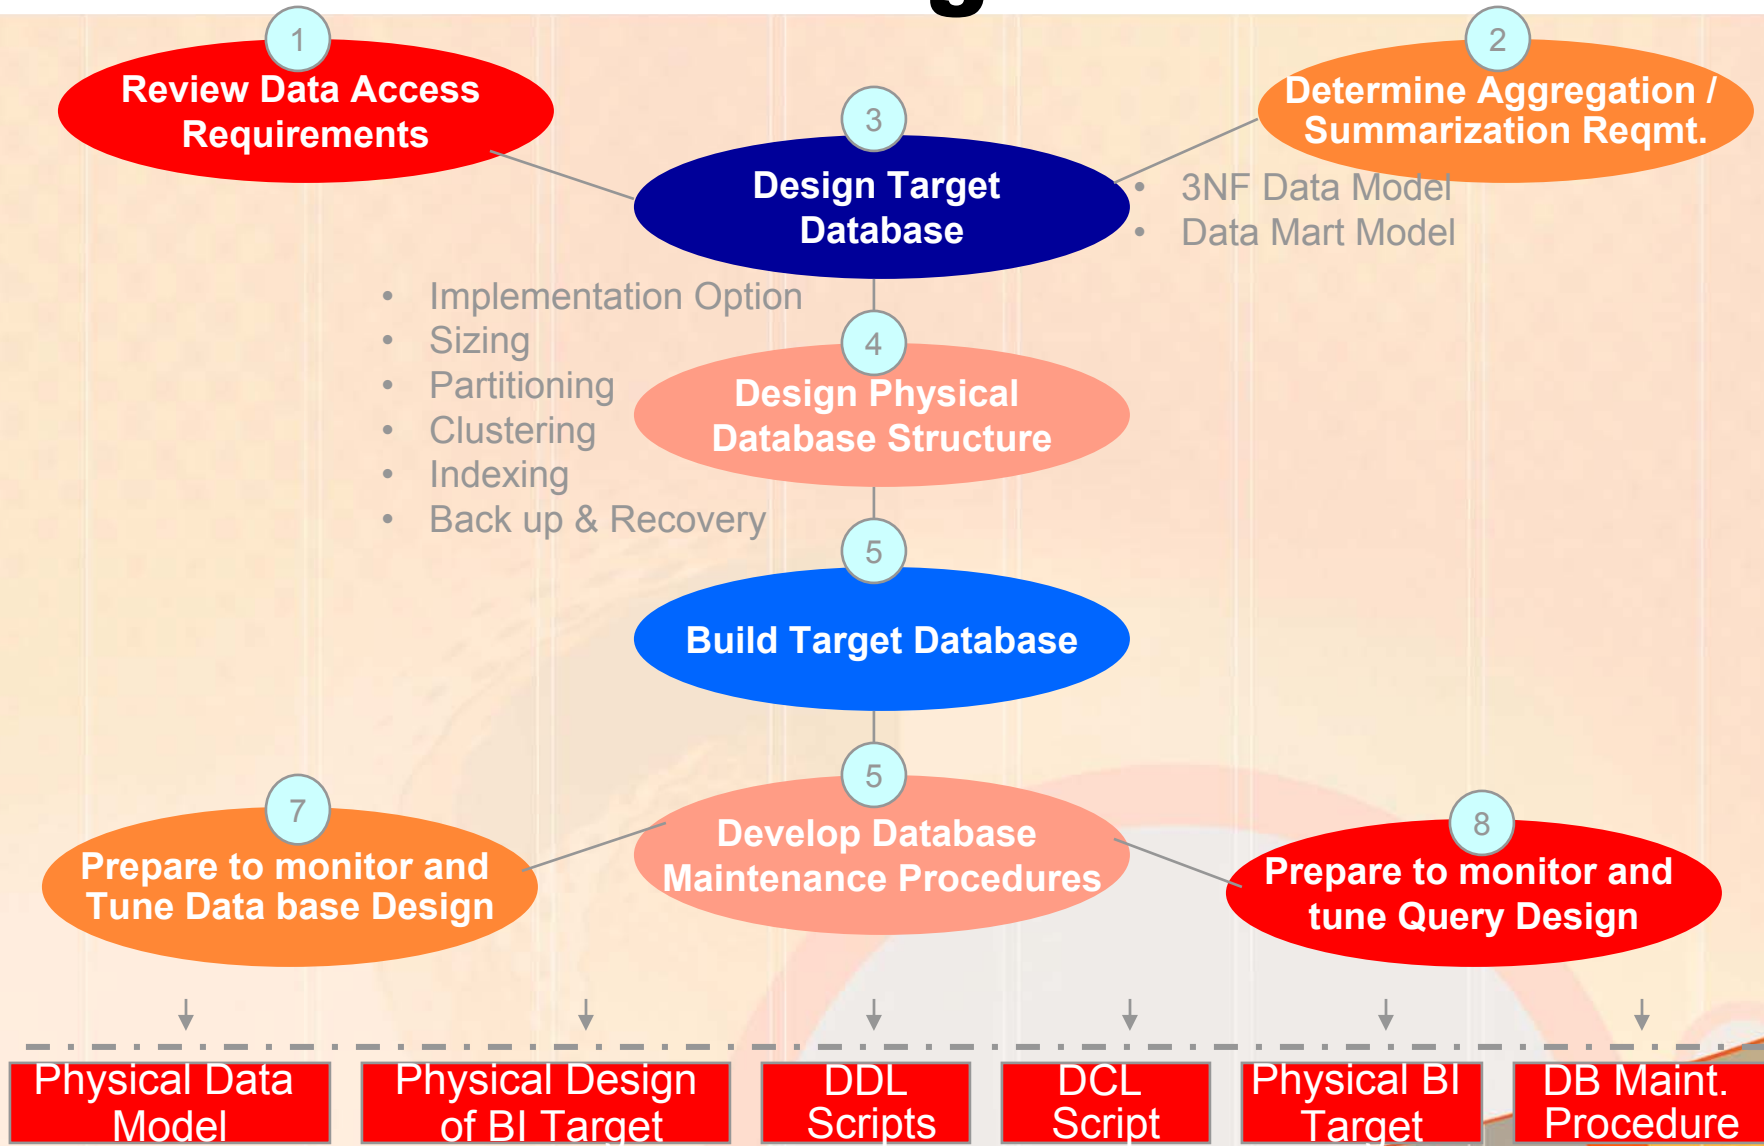 1
Review Data Access
Requirements
2
Determine Aggregation /
Summarization Reqmt.
3
Design Target
Database
• 3NF Data Model
• Data Mart Model
• Implementation Option
• Sizing
• Partitioning
• Clustering
• Indexing
• Back up & Recovery
4
Design Physical
Database Structure
5
Build Target Database
5
Develop Database
Maintenance Procedures
7
Prepare to monitor and
Tune Data base Design
8
Prepare to monitor and
tune Query Design
Physical Data
Model
Physical Design
of BI Target
DDL
Scripts
DCL
Script
Physical BI
Target
DB Maint.
Procedure